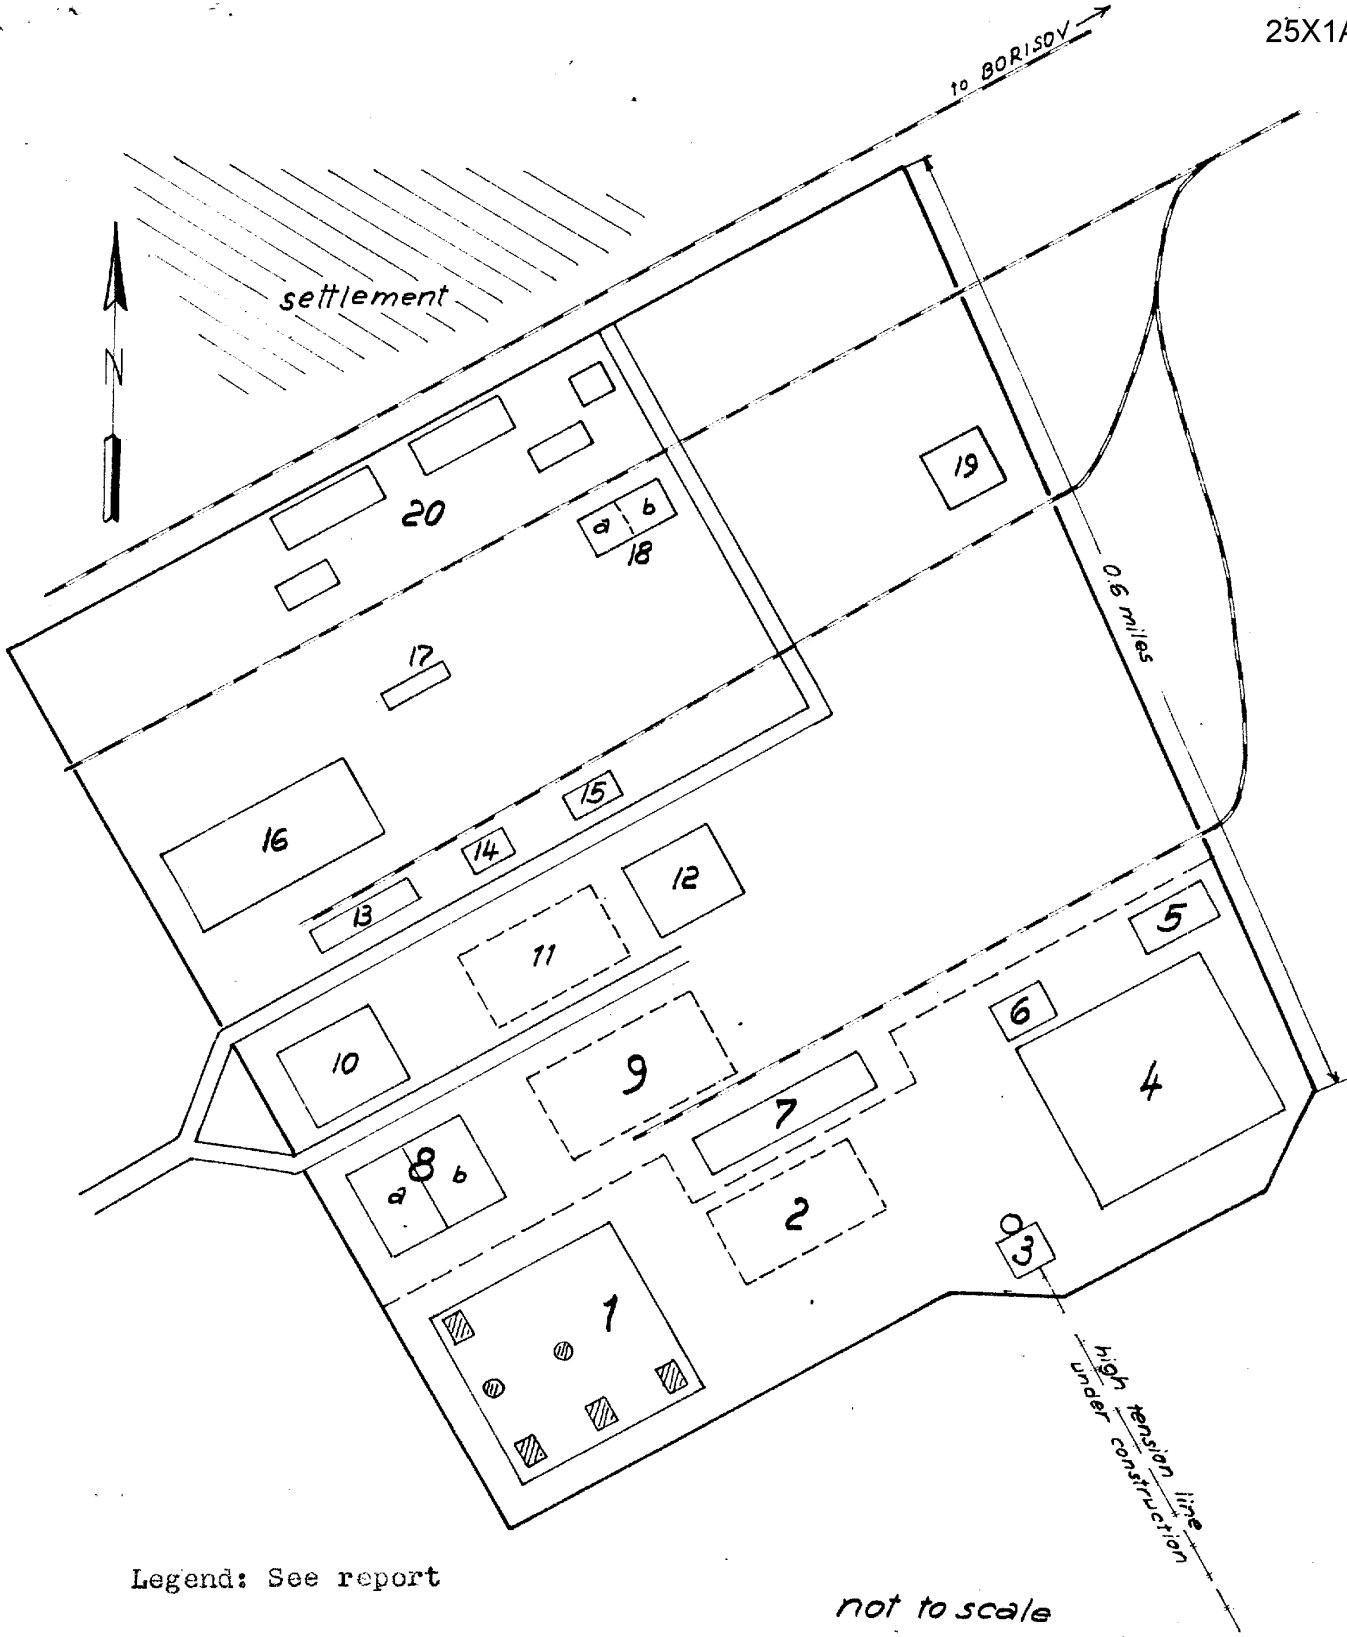 25X1A
to BORISOV
settlement
N
19
20
a b
18
0.6 miles
17
15
16
14
12
13
5
11
6
10
9
4
7
8
a b
2
3
1
high tension line
under construction
Legend: See report
not to scale